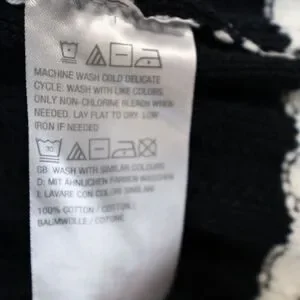 MACHINE WASH COLD DELICATE
CYCLE. WASH WITH LIKE COLORS.
ONLY NON-CHLORINE BLEACH WHEN
NEEDED. LAY FLAT TO DRY. LOW
IRON IF NEEDED
30
GB: WASH WITH SIMILAR COLOURS
D: MIT ÄHNLICHEN FARBEN WASCHEN
I: LAVARE CON COLORI SIMILARI
100% COTTON / COTON /
BAUMWOLLE / COTONE